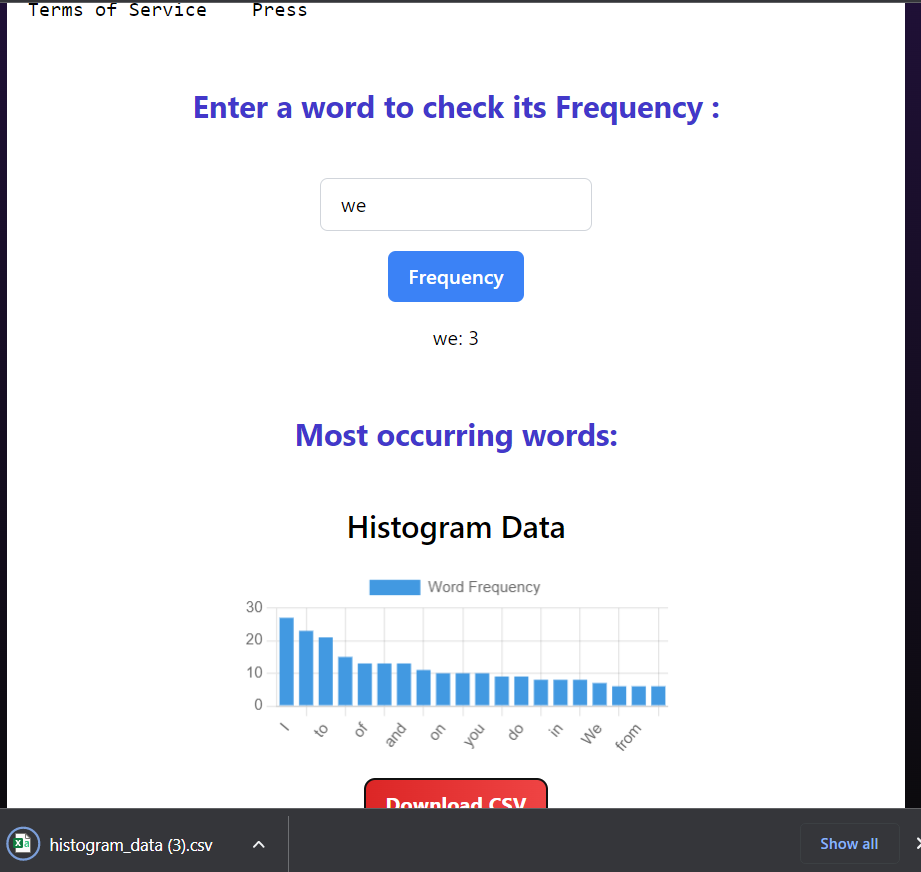 Terms of Service Press
Enter a word to check its Frequency :
we
Frequency
we: 3
Most occurring words:
Histogram Data
Word Frequency
30
20
10
0
I to of and on you do in We from
Download CSV
histogram_data (3).csv Show all